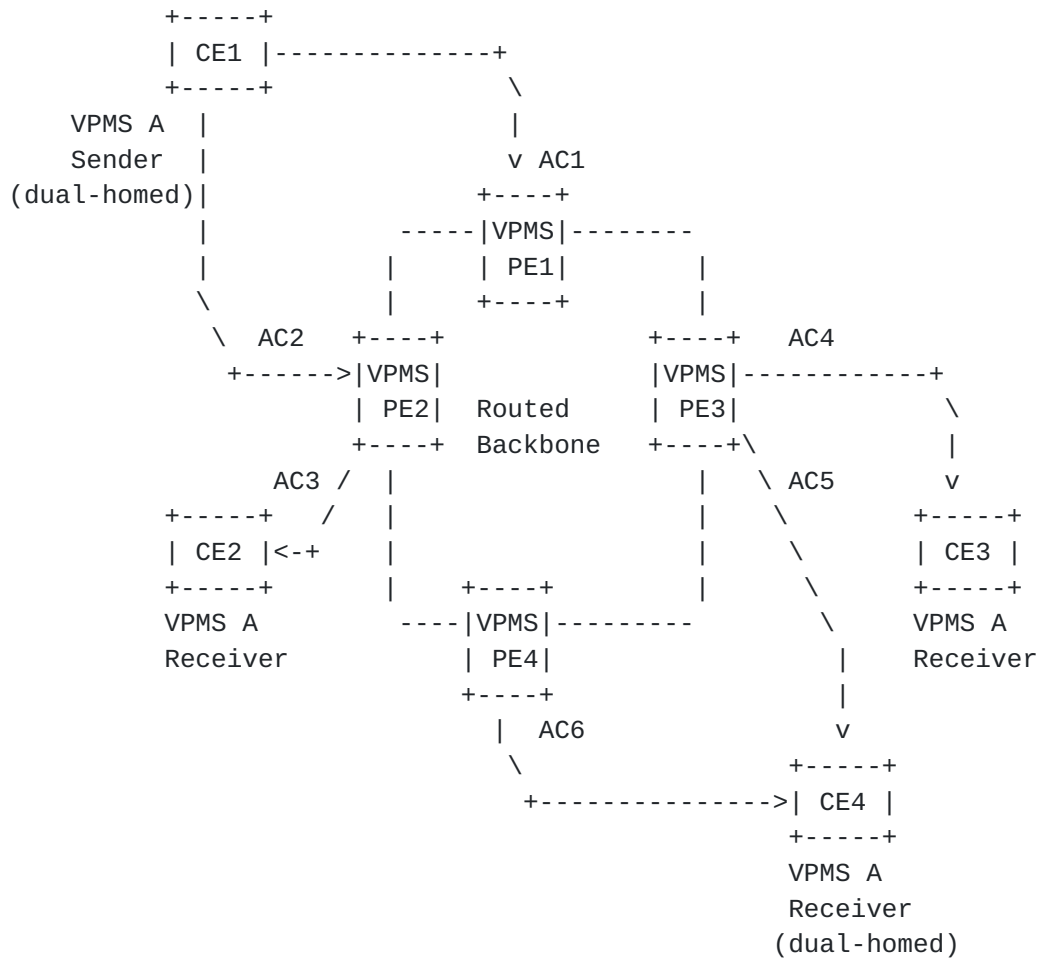 +-----+
| CE1 |--------------+
+-----+               \
VPMS A  |                   |
Sender  |                   v AC1
(dual-homed)|                 +----+
|            -----|VPMS|--------
|           |     | PE1|        |
\           |     +----+        |
\  AC2   +----+             +----+   AC4
+------>|VPMS|             |VPMS|------------+
| PE2|  Routed     | PE3|             \
+----+  Backbone   +----+\            |
AC3 /  |                   |   \ AC5       v
+-----+   /   |                   |    \        +-----+
| CE2 |<-+    |                   |     \       | CE3 |
+-----+       |    +----+         |      \      +-----+
VPMS A         ----|VPMS|---------        \     VPMS A
Receiver           | PE4|                  |    Receiver
+----+                  |
|  AC6                v
\                 +-----+
+--------------->| CE4 |
+-----+
VPMS A
Receiver
(dual-homed)